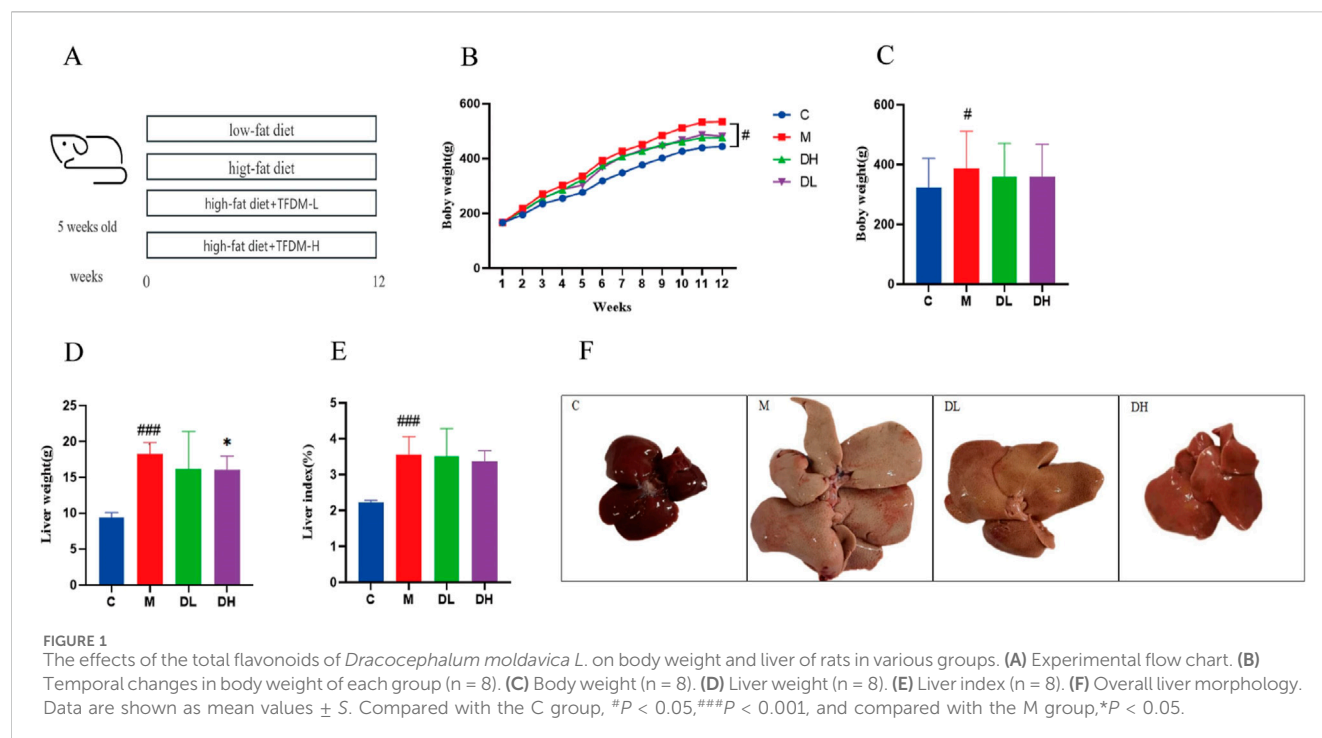 A
low-fat diet
higt-fat diet
high-fat diet+TFDM-L
high-fat diet+TFDM-H
5 weeks old
weeks
0
12
B
Boby weight(g)
600
400
200
0
1 2 3 4 5 6 7 8 9 10 11 12
Weeks
#
C
M
DH
DL
C
Boby weight(g)
600
400
200
0
#
C M DL DH
D
Liver weight(g)
25
20
15
10
5
0
###
*
C M DL DH
E
Liver index(%)
5
4
3
2
1
0
###
C M DL DH
F
C
M
DL
DH
FIGURE 1
The effects of the total flavonoids of Dracocephalum moldavica L. on body weight and liver of rats in various groups. (A) Experimental flow chart. (B)
Temporal changes in body weight of each group (n = 8). (C) Body weight (n = 8). (D) Liver weight (n = 8). (E) Liver index (n = 8). (F) Overall liver morphology.
Data are shown as mean values ± S. Compared with the C group, #P < 0.05,###P < 0.001, and compared with the M group,*P < 0.05.